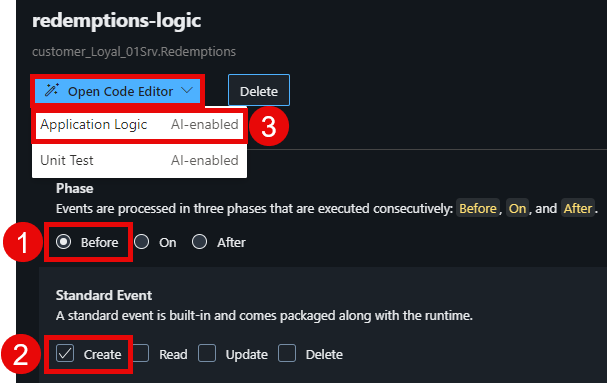 redemptions-logic
customer_Loyal_01Srv.Redemptions
Open Code Editor Delete
Application Logic AI-enabled 3
Unit Test AI-enabled
Phase
Events are processed in three phases that are executed consecutively: Before, On, and After.
1 Before On After
Standard Event
A standard event is built-in and comes packaged along with the runtime.
2 Create Read Update Delete